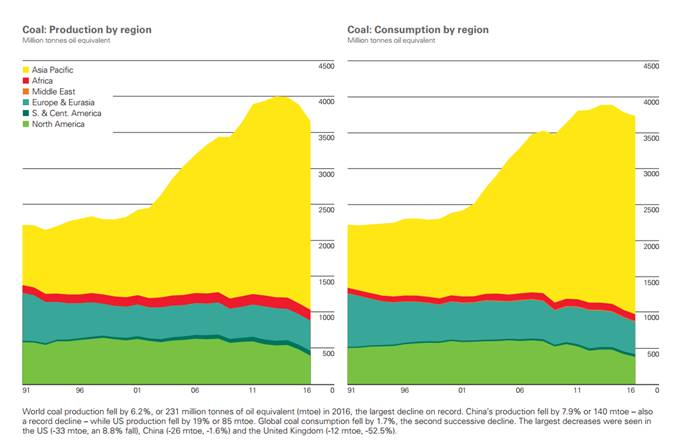 Coal: Production by region
Million tonnes oil equivalent
4500
Asia Pacific
Africa
Middle East
Europe & Eurasia
S. & Cent. America
North America
4000
3500
3000
2500
2000
1500
1000
500
91 96 01 06 11 16 0
Coal: Consumption by region
Million tonnes oil equivalent
4500
4000
3500
3000
2500
2000
1500
1000
500
91 96 01 06 11 16 0
World coal production fell by 6.2%, or 231 million tonnes of oil equivalent (mtoe) in 2016, the largest decline on record. China's production fell by 7.9% or 140 mtoe – also
a record decline – while US production fell by 19% or 85 mtoe. Global coal consumption fell by 1.7%, the second successive decline. The largest decreases were seen in
the US (-33 mtoe, an 8.8% fall), China (-26 mtoe, -1.6%) and the United Kingdom (-12 mtoe, -52.5%).